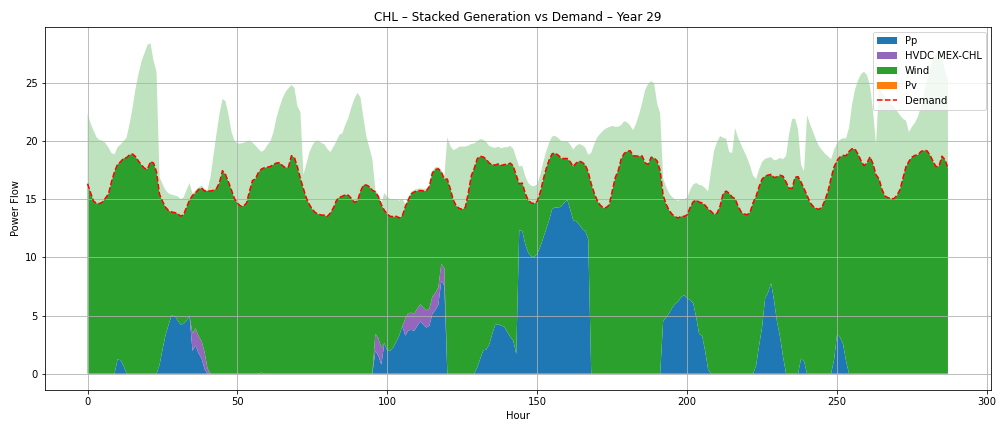 CHL – Stacked Generation vs Demand – Year 29
Pp
HVDC MEX-CHL
Wind
Pv
Demand
Power Flow
25
20
15
10
5
0
0 50 100 150 200 250 300
Hour